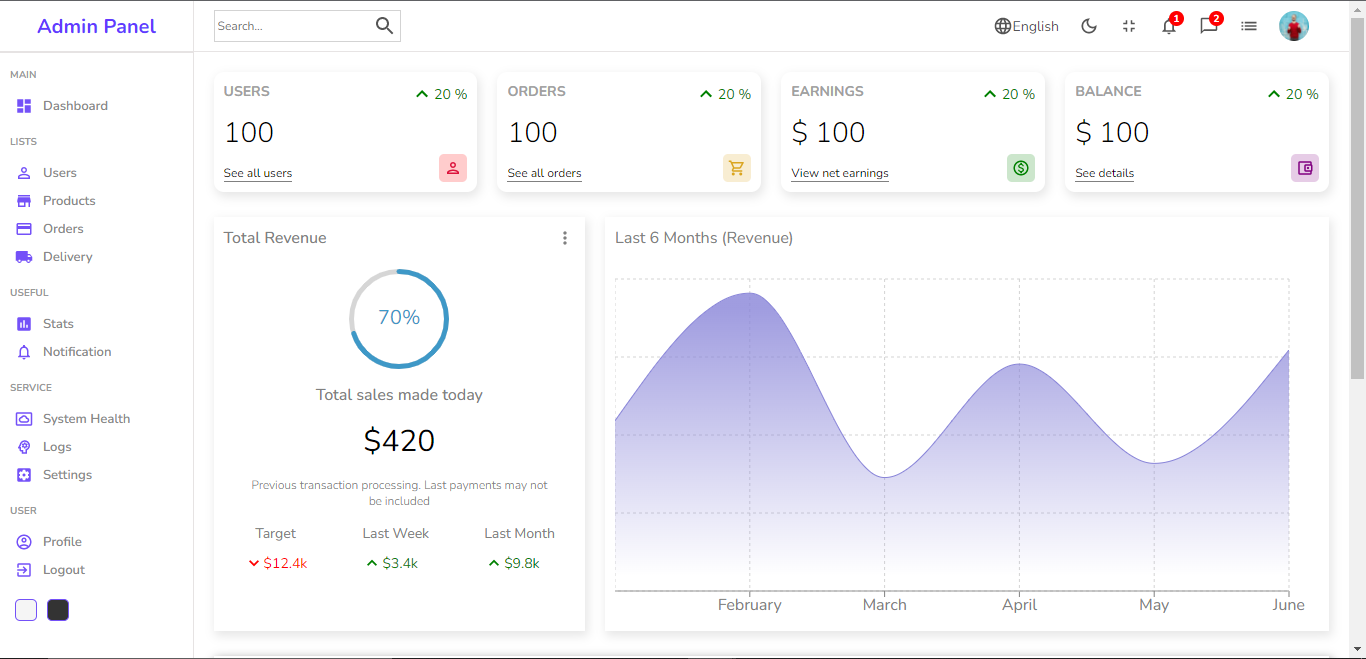 Admin Panel
Search...
English
1
2
MAIN
Dashboard
LISTS
Users
Products
Orders
Delivery
USEFUL
Stats
Notification
SERVICE
System Health
Logs
Settings
USER
Profile
Logout
USERS
20 %
100
See all users
ORDERS
20 %
100
See all orders
EARNINGS
20 %
$ 100
View net earnings
BALANCE
20 %
$ 100
See details
Total Revenue
70%
Total sales made today
$420
Previous transaction processing. Last payments may not
be included
Target
Last Week
Last Month
$12.4k
$3.4k
$9.8k
Last 6 Months (Revenue)
February
March
April
May
June